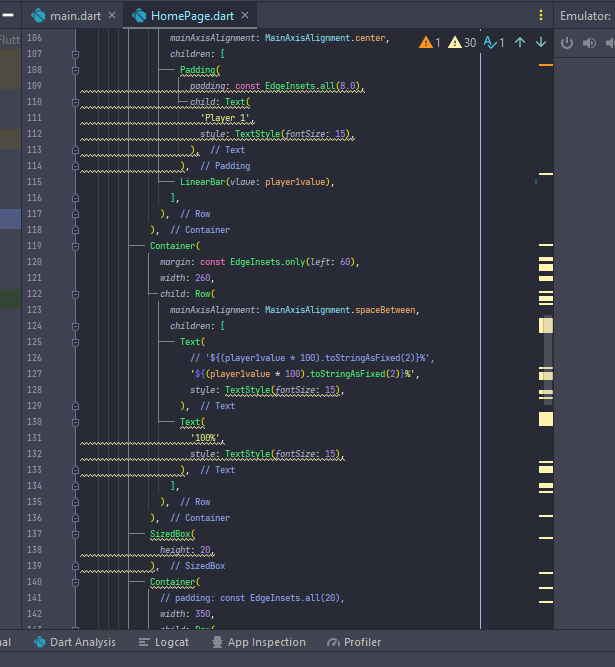 main.dart × HomePage.dart × Emulator:
106 mainAxisAlignment: MainAxisAlignment.center, 1 30 1
107 children: [
108 Padding(
109 padding: const EdgeInsets.all(8.0),
110 child: Text(
111 'Player 1',
112 style: TextStyle(fontSize: 15),
113 ), // Text
114 ), // Padding
115 LinearBar(vlaue: player1value),
116 ],
117 ), // Row
118 ), // Container
119 Container(
120 margin: const EdgeInsets.only(left: 60),
121 width: 260,
122 child: Row(
123 mainAxisAlignment: MainAxisAlignment.spaceBetween,
124 children: [
125 Text(
126 // '${(player1value * 100).toStringAsFixed(2)}%',
127 '${(player1value * 100).toStringAsFixed(2)}%',
128 style: TextStyle(fontSize: 15),
129 ), // Text
130 Text(
131 '100%',
132 style: TextStyle(fontSize: 15),
133 ), // Text
134 ],
135 ), // Row
136 ), // Container
137 SizedBox(
138 height: 20,
139 ), // SizedBox
140 Container(
141 // padding: const EdgeInsets.all(20),
142 width: 350,
Dart Analysis Logcat App Inspection Profiler